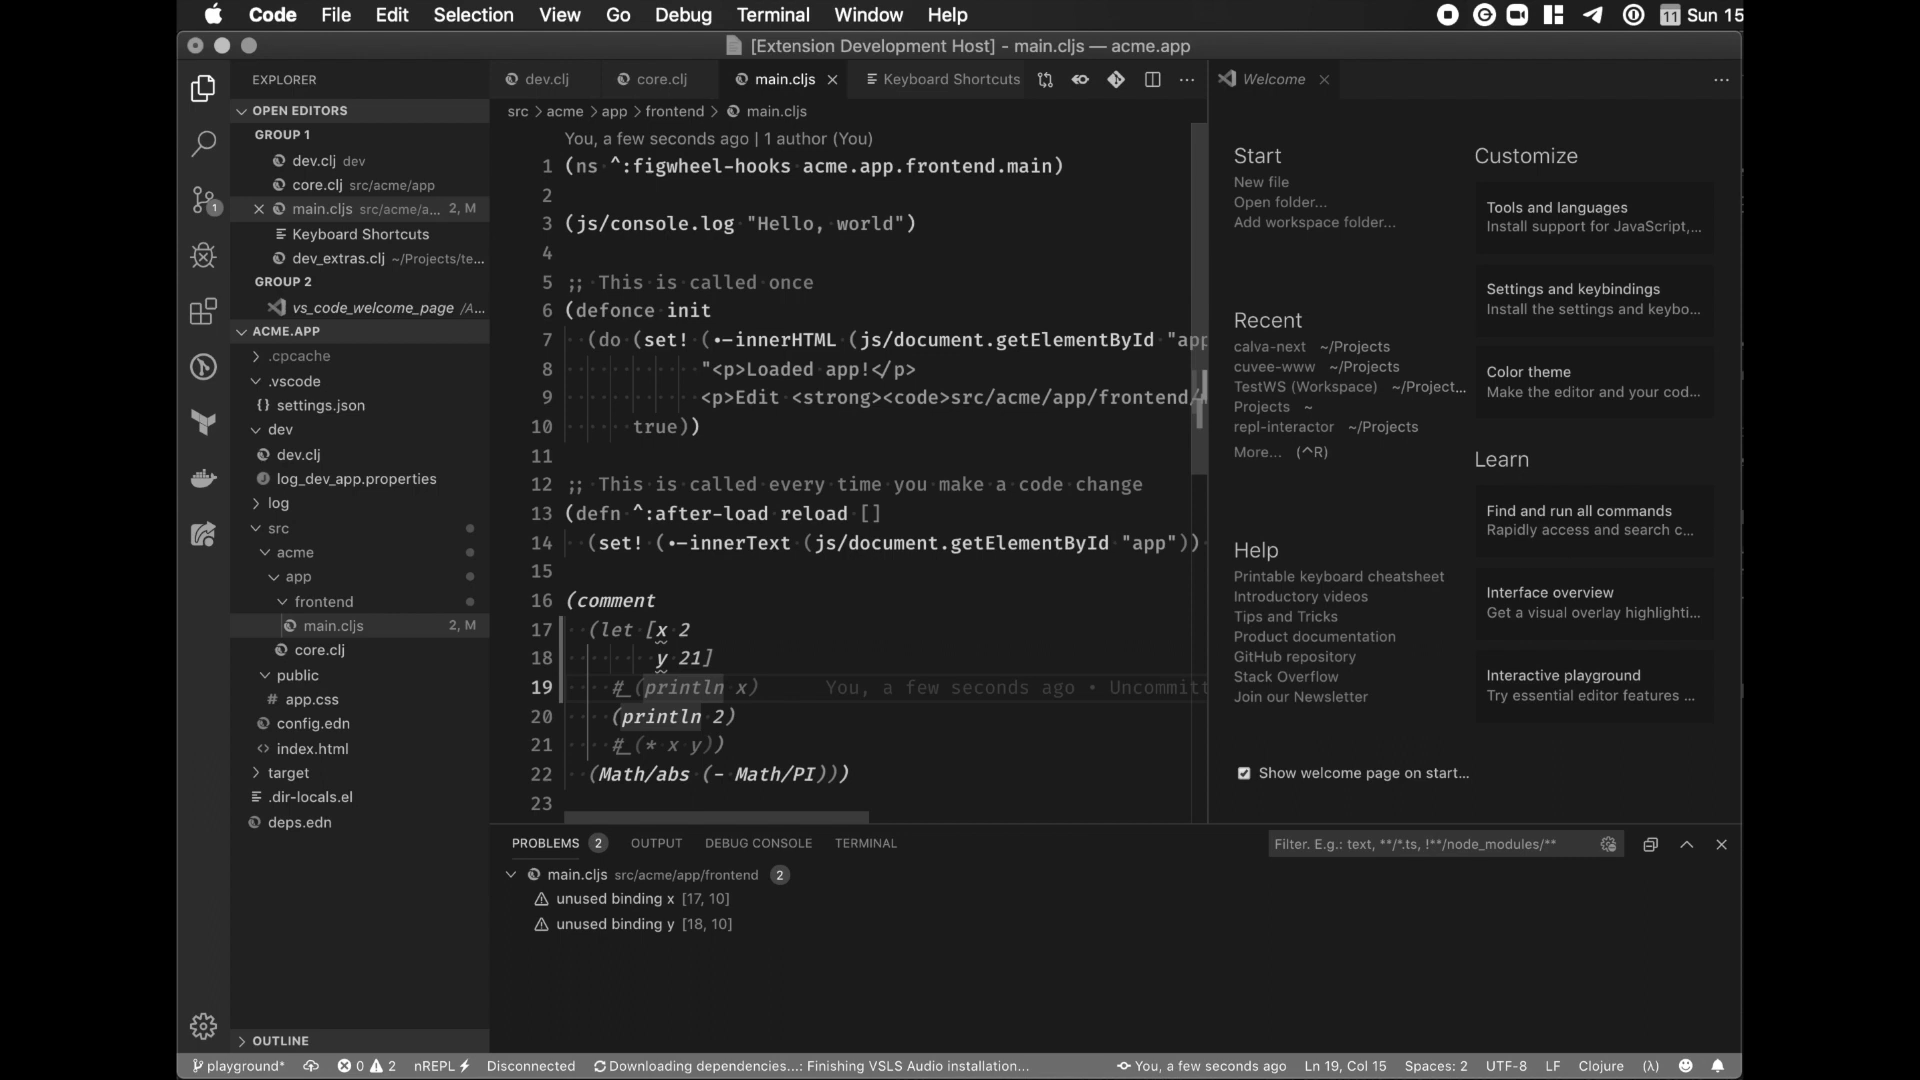 Code File Edit Selection View Go Debug Terminal Window Help
11 Sun 15
[Extension Development Host] - main.cljs — acme.app
EXPLORER
OPEN EDITORS
GROUP 1
dev.clj dev
core.clj src/acme/app
main.cljs src/acme/a... 2, M
Keyboard Shortcuts
dev_extras.clj ~/Projects/te...
GROUP 2
vs_code_welcome_page /A...
ACME.APP
.cpcache
.vscode
settings.json
dev
dev.clj
log_dev_app.properties
log
src
acme
app
frontend
main.cljs 2, M
core.clj
public
# app.css
config.edn
<> index.html
target
.dir-locals.el
deps.edn
OUTLINE
1
dev.clj core.clj main.cljs Keyboard Shortcuts
src > acme > app > frontend > main.cljs
You, a few seconds ago | 1 author (You)
1 (ns ^:figwheel-hooks acme.app.frontend.main)
2
3 (js/console.log "Hello, world")
4
5 ;; This is called once
6 (defonce init
7 (do (set! (.-innerHTML (js/document.getElementById "app
8 "<p>Loaded app!</p>
9 <p>Edit <strong><code>src/acme/app/frontend/
10 true))
11
12 ;; This is called every time you make a code change
13 (defn ^:after-load reload []
14 (set! (.-innerText (js/document.getElementById "app"))
15
16 (comment
17 (let [x 2
18 y 21]
19 #_(println x) You, a few seconds ago • Uncommitt
20 (println 2)
21 #_(* x y))
22 (Math/abs (- Math/PI)))
23
Welcome
Start
New file
Open folder...
Add workspace folder...
Recent
calva-next ~/Projects
cuvee-www ~/Projects
TestWS (Workspace) ~/Project...
Projects ~
repl-interactor ~/Projects
More... (^R)
Help
Printable keyboard cheatsheet
Introductory videos
Tips and Tricks
Product documentation
GitHub repository
Stack Overflow
Join our Newsletter
Customize
Tools and languages
Install support for JavaScript,...
Settings and keybindings
Install the settings and keybo...
Color theme
Make the editor and your cod...
Learn
Find and run all commands
Rapidly access and search c...
Interface overview
Get a visual overlay highlighti...
Interactive playground
Try essential editor features ...
Show welcome page on start...
PROBLEMS 2 OUTPUT DEBUG CONSOLE TERMINAL
Filter. E.g.: text, **/*.ts, !**/node_modules/**
main.cljs src/acme/app/frontend 2
unused binding x [17, 10]
unused binding y [18, 10]
playground* 0 2 nREPL Disconnected Downloading dependencies...: Finishing VSLS Audio installation... You, a few seconds ago Ln 19, Col 15 Spaces: 2 UTF-8 LF Clojure (λ)